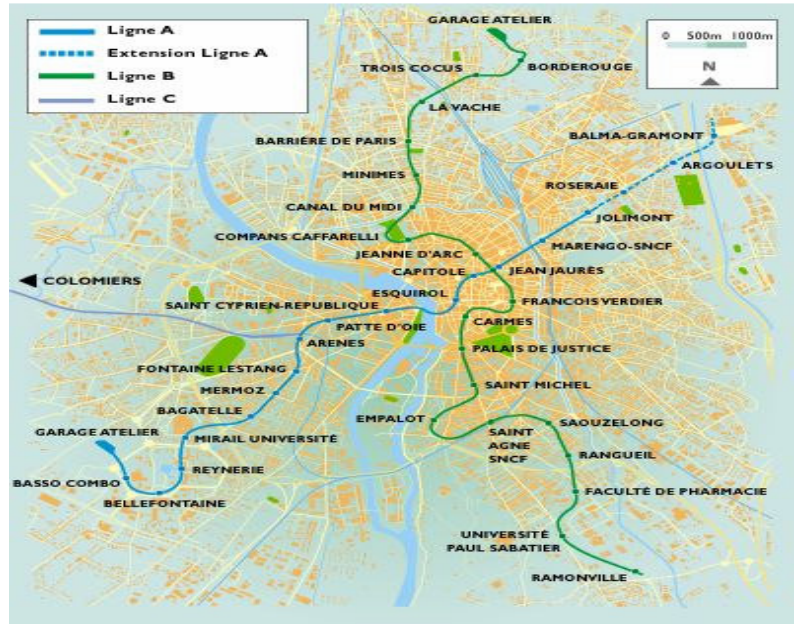 Ligne A
Extension Ligne A
Ligne B
Ligne C
GARAGE ATELIER
0 500m 1000m
N
TROIS COCUS
BORDEROUGE
LA VACHE
BARRIÈRE DE PARIS
BALMA-GRAMONT
MINIMES
ARGOULETS
ROSERAIE
CANAL DU MIDI
JOLIMONT
COMPANS CAFFARELLI
MARENGO-SNCF
JEANNE D'ARC
CAPITOLE
JEAN JAURÈS
COLOMIERS
ESQUIROL
SAINT CYPRIEN-REPUBLIQUE
FRANCOIS VERDIER
CARMES
PATTE D'OIE
ARENES
PALAIS DE JUSTICE
FONTAINE LESTANG
MERMOZ
SAINT MICHEL
BAGATELLE
EMPALOT
GARAGE ATELIER
MIRAIL UNIVERSITÉ
SAINT
AGNE
SNCF
SAOUZELONG
RANGUEIL
REYNERIE
BASSO COMBO
BELLEFONTAINE
FACULTÉ DE PHARMACIE
UNIVERSITÉ
PAUL SABATIER
RAMONVILLE